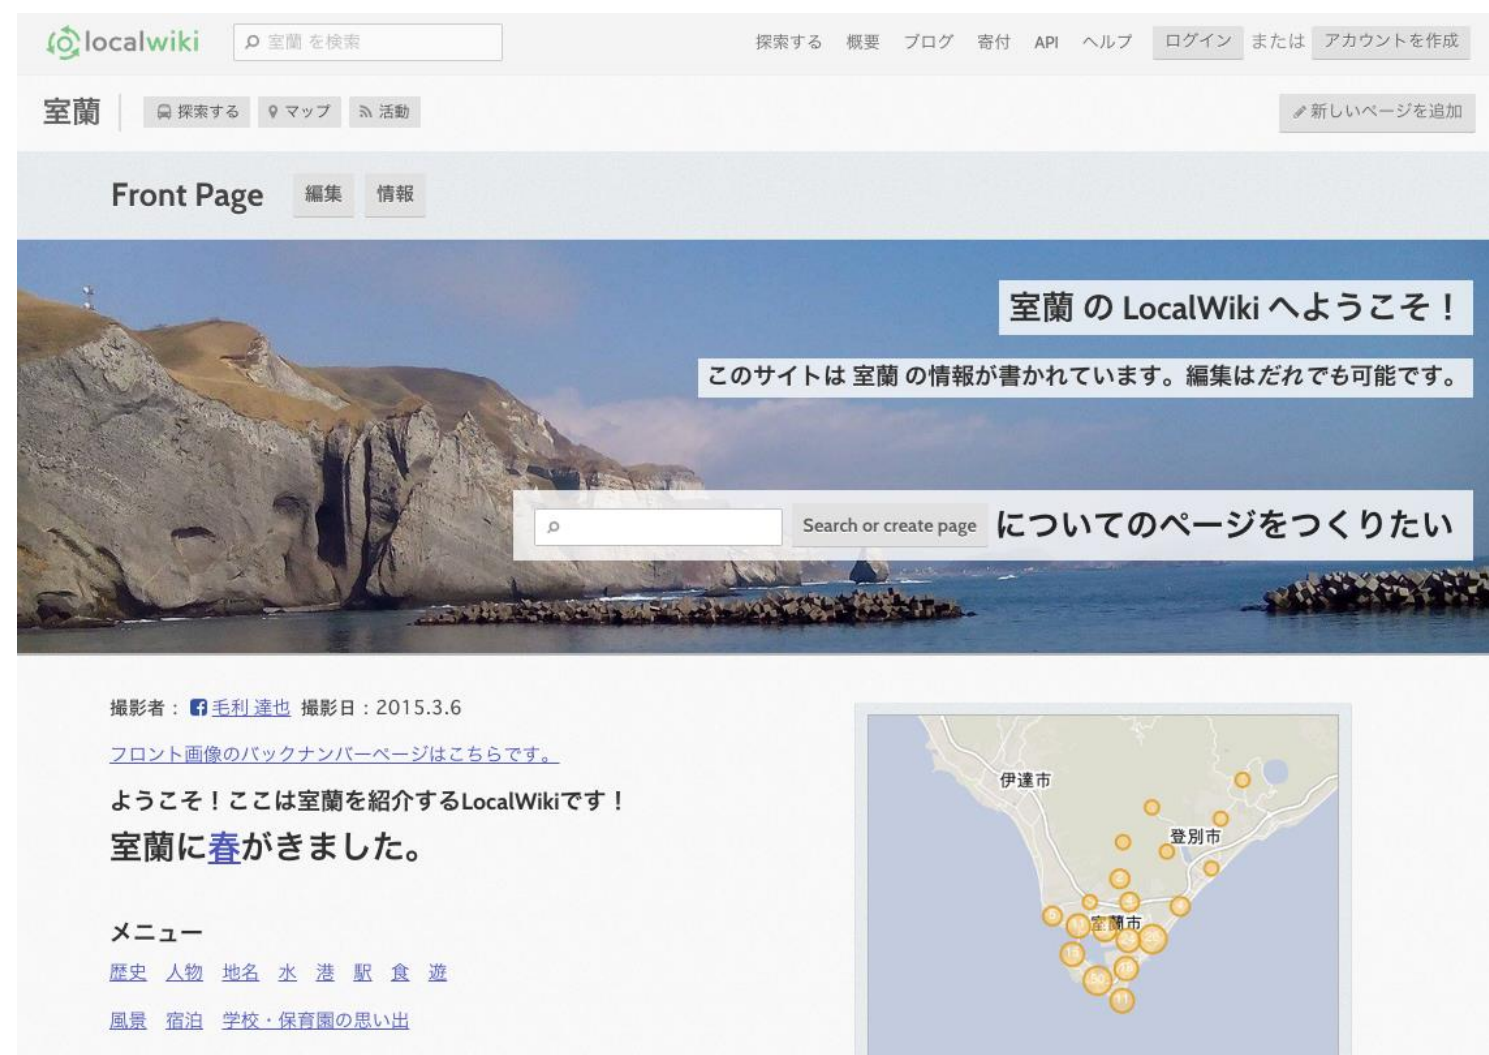 localwiki
室蘭 を検索
探索する 概要 ブログ 寄付 API ヘルプ ログイン または アカウントを作成
室蘭 探索する マップ 活動
新しいページを追加
Front Page 編集 情報
室蘭 の LocalWiki へようこそ！
このサイトは 室蘭 の情報が書かれています。編集はだれでも可能です。
Search or create page についてのページをつくりたい
撮影者： 毛利 達也 撮影日：2015.3.6
フロント画像のバックナンバーページはこちらです。
ようこそ！ここは室蘭を紹介するLocalWikiです！
室蘭に春がきました。
メニュー
歴史 人物 地名 水 港 駅 食 遊
風景 宿泊 学校・保育園の思い出
伊達市
登別市
室蘭市
11